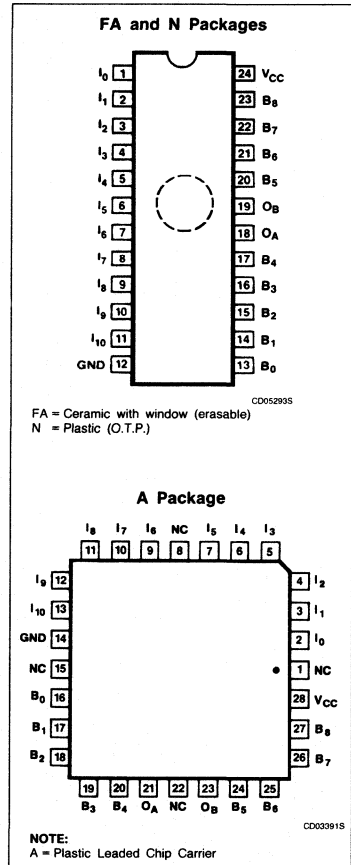 FA and N Packages
I0 1 24 VCC
I1 2 23 B8
I2 3 22 B7
I3 4 21 B6
I4 5 20 B5
I5 6 19 OB
I6 7 18 OA
I7 8 17 B4
I8 9 16 B3
I9 10 15 B2
I10 11 14 B1
GND 12 13 B0
CD05293S
FA = Ceramic with window (erasable)
N = Plastic (O.T.P.)
A Package
I8 I7 I6 NC I5 I4 I3
11 10 9 8 7 6 5
I9 12 4 I2
I10 13 3 I1
GND 14 2 I0
NC 15 1 NC
B0 16 28 VCC
B1 17 27 B8
B2 18 26 B7
19 20 21 22 23 24 25
B3 B4 OA NC OB B5 B6
CD03391S
NOTE:
A = Plastic Leaded Chip Carrier